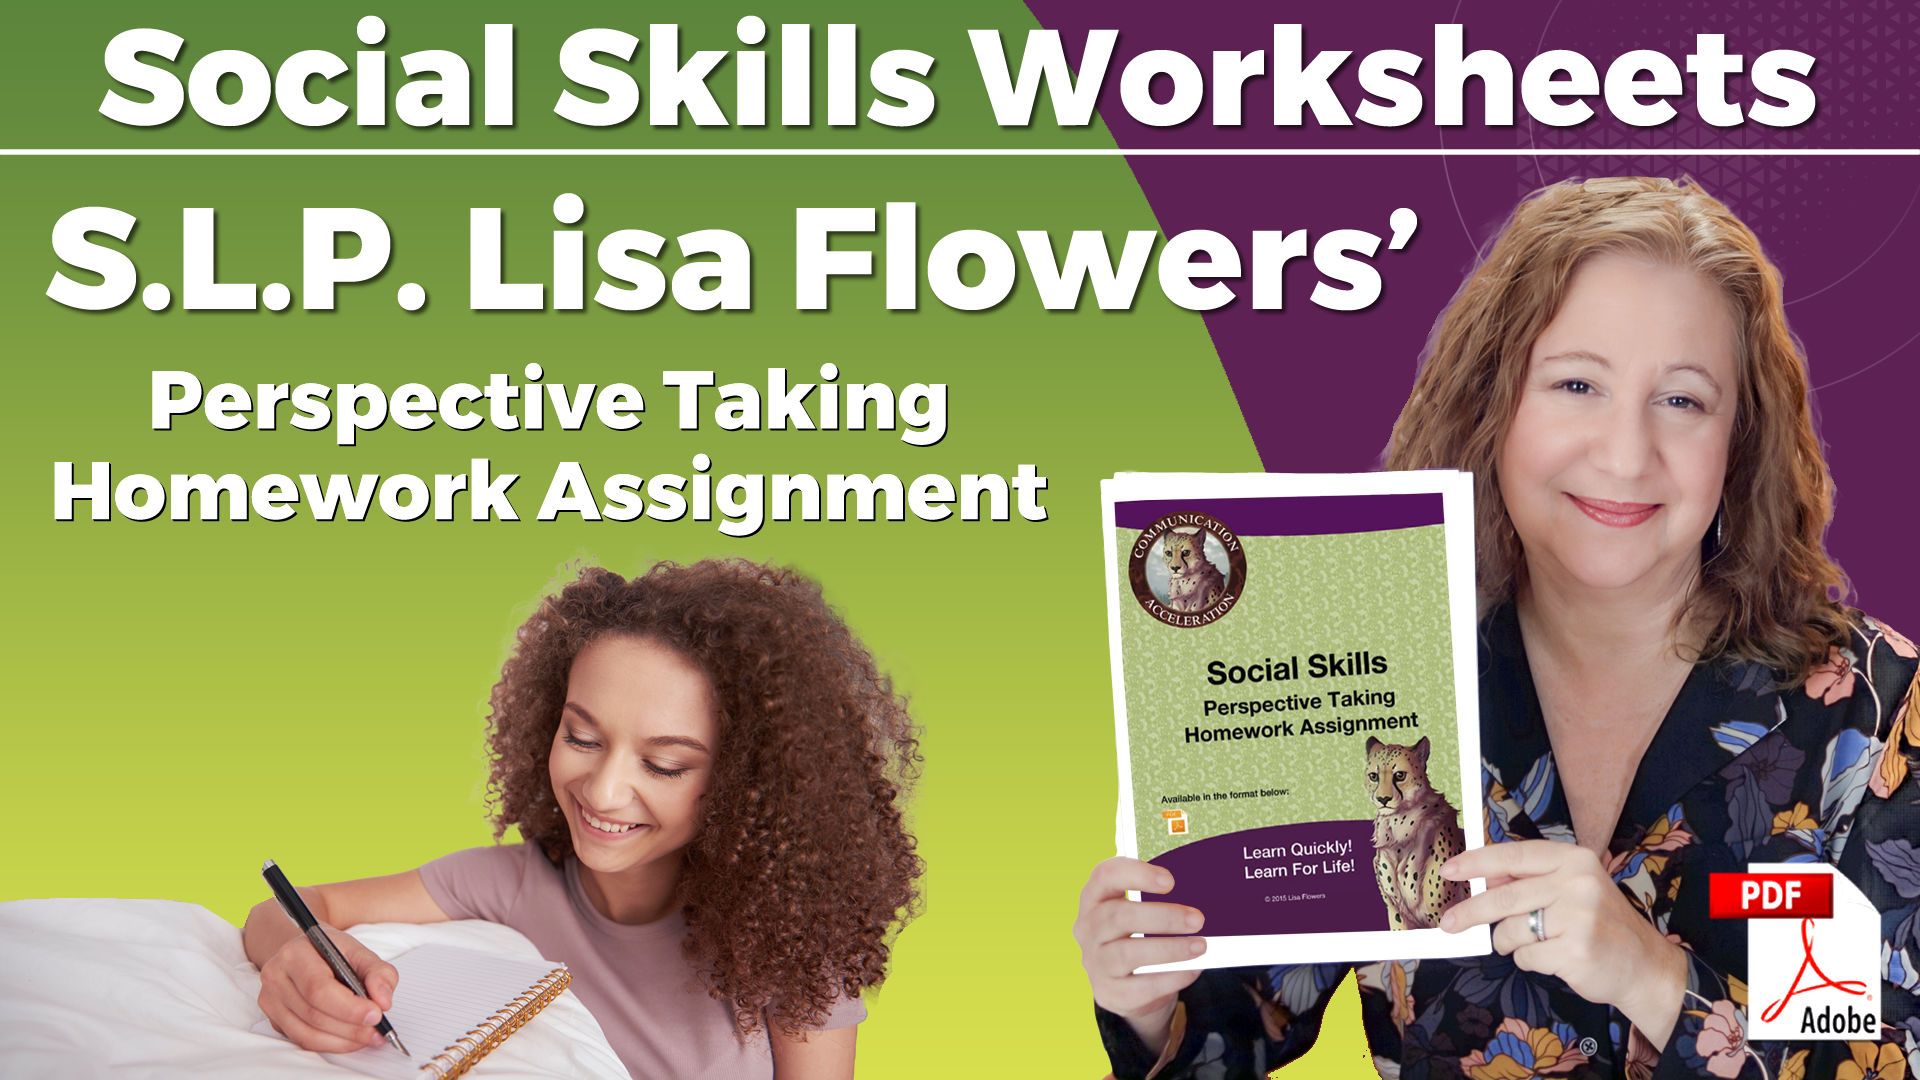 Social Skills Worksheets
S.L.P. Lisa Flowers’
Perspective Taking
Homework Assignment
COMMUNICATION
ACCELERATION
Social Skills
Perspective Taking
Homework Assignment
Available in the format below:
PDF
Learn Quickly!
Learn For Life!
© 2015 Lisa Flowers
PDF
Adobe